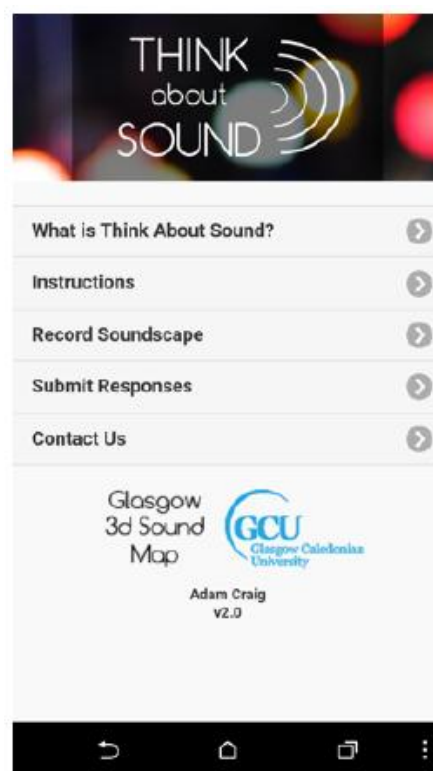 THINK
about
SOUND
What is Think About Sound?
Instructions
Record Soundscape
Submit Responses
Contact Us
Glasgow
3d Sound
Map
GCU
Glasgow Caledonian
University
Adam Craig
v2.0